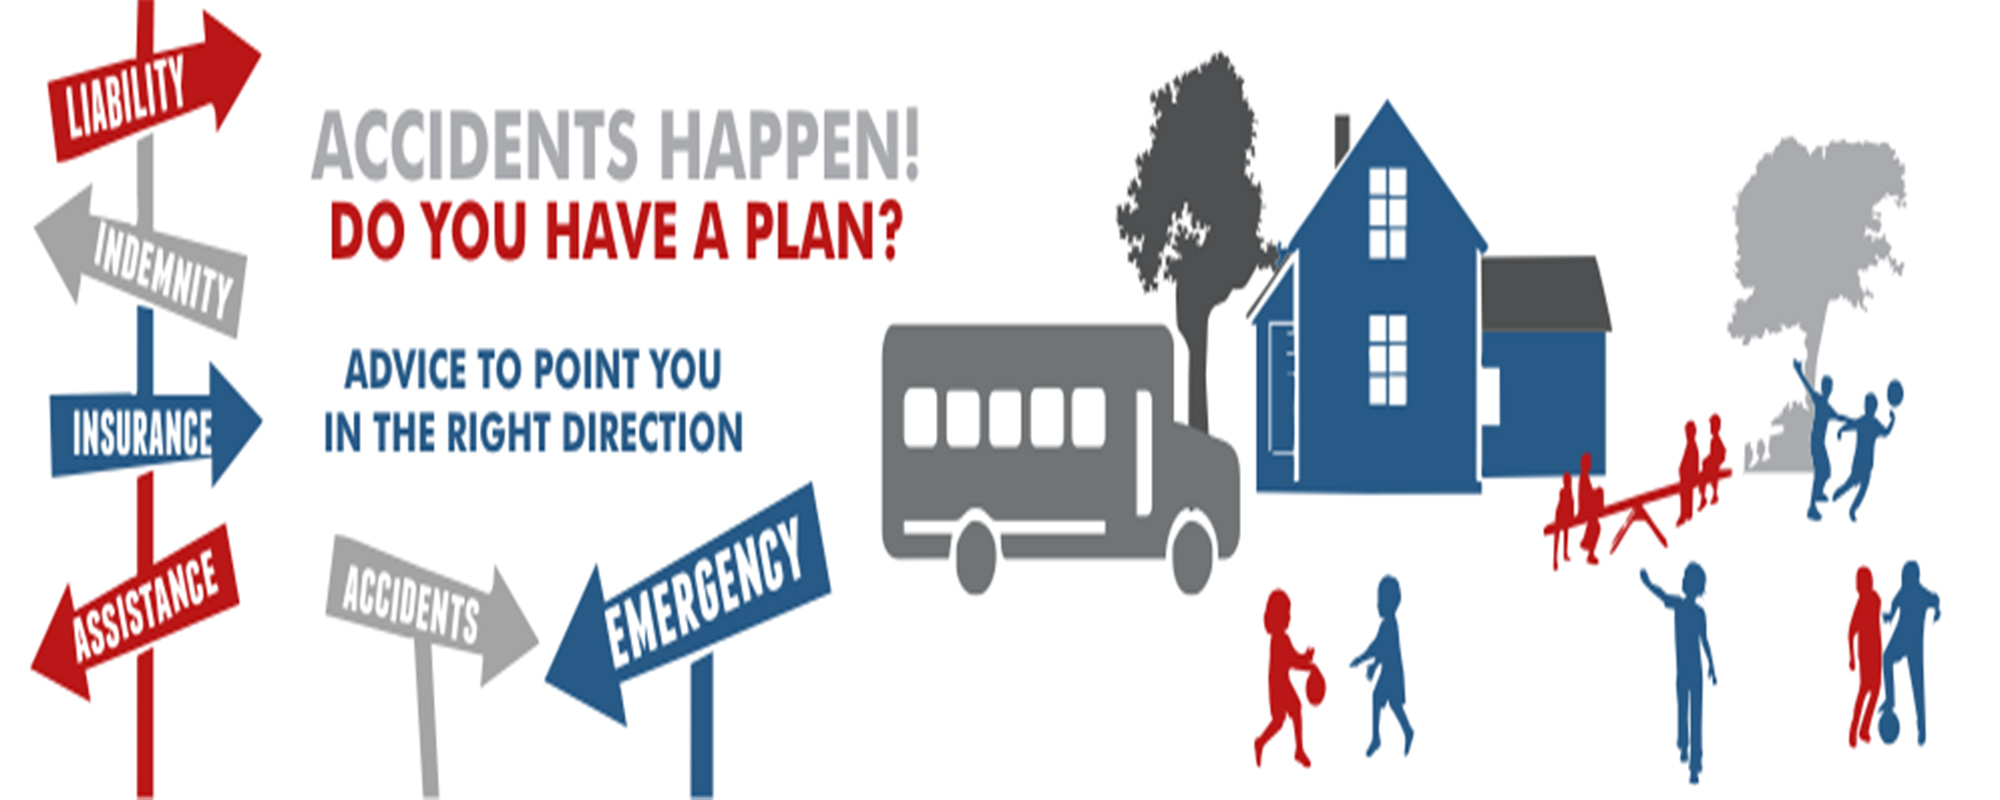 LIABILITY
INDEMNITY
INSURANCE
ASSISTANCE
ACCIDENTS HAPPEN!
DO YOU HAVE A PLAN?
ADVICE TO POINT YOU
IN THE RIGHT DIRECTION
ACCIDENTS
EMERGENCY